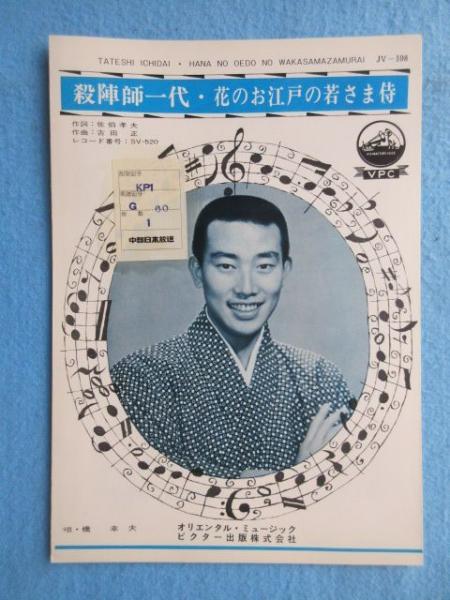 TATESHI ICHIDAI・HANA NO OEDO NO WAKASAMAZAMURAI JV-598
殺陣師一代・花のお江戸の若さま侍
作詞:佐伯孝夫
作曲:吉田 正
レコード番号:SV-520
VPC
KP1
G 80
1
中部日本放送
唄・橋 幸夫
オリエンタル・ミュージック
ビクター出版株式会社